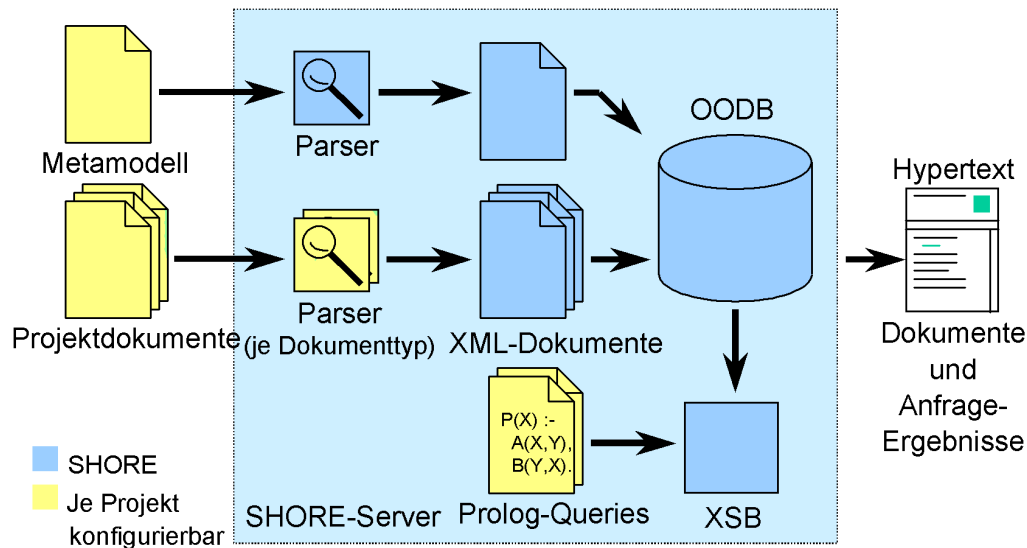 OODB
Parser
Metamodell
Hypertext
Projektdokumente
Parser
(je Dokumenttyp)
XML-Dokumente
Dokumente
und
Anfrage-
Ergebnisse
P(X) :-
A(X,Y),
B(Y,X).
SHORE
Je Projekt
konfigurierbar
SHORE-Server
Prolog-Queries
XSB